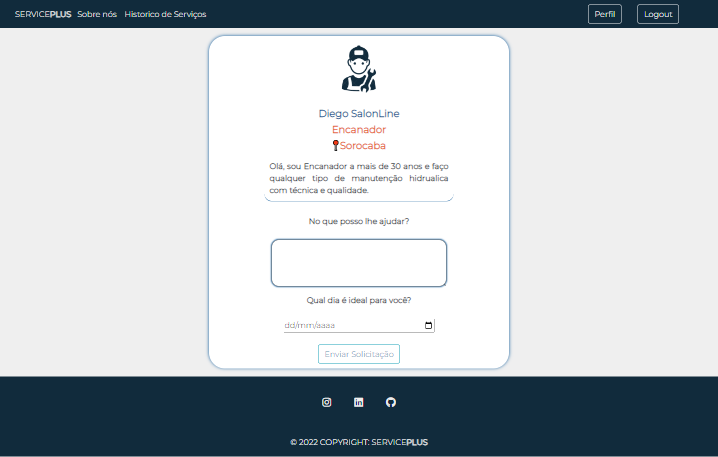 SERVICEPLUS Sobre nós Historico de Serviços Perfil Logout
Diego SalonLine
Encanador
Sorocaba
Olá, sou Encanador a mais de 30 anos e faço
qualquer tipo de manutenção hidrualica
com técnica e qualidade.
No que posso lhe ajudar?
Qual dia é ideal para você?
dd/mm/aaaa
Enviar Solicitação
© 2022 COPYRIGHT: SERVICEPLUS